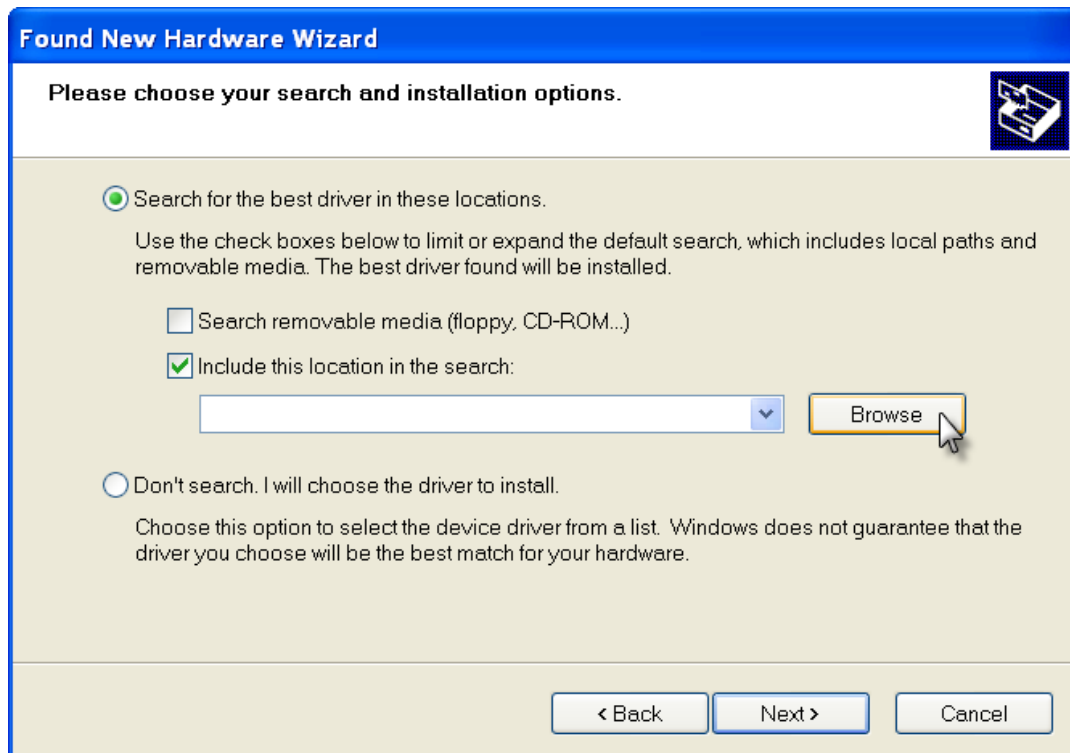 Found New Hardware Wizard
Please choose your search and installation options.
Search for the best driver in these locations.
Use the check boxes below to limit or expand the default search, which includes local paths and
removable media. The best driver found will be installed.
Search removable media (floppy, CD-ROM...)
Include this location in the search:
Browse
Don't search. I will choose the driver to install.
Choose this option to select the device driver from a list. Windows does not guarantee that the
driver you choose will be the best match for your hardware.
< Back Next > Cancel